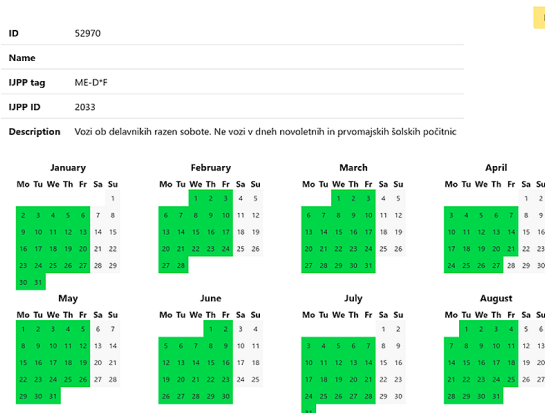 ID 52970
Name
IJPP tag ME-D*F
IJPP ID 2033
Description Vozi ob delavnikih razen sobote. Ne vozi v dneh novoletnih in prvomajskih šolskih počitnic
January February March April
Mo Tu We Th Fr Sa Su Mo Tu We Th Fr Sa Su Mo Tu We Th Fr Sa Su Mo Tu We Th Fr Sa Su
1 1 2 3 4 5 1 2 3 4 5 1 2
2 3 4 5 6 7 8 6 7 8 9 10 11 12 6 7 8 9 10 11 12 3 4 5 6 7 8 9
9 10 11 12 13 14 15 13 14 15 16 17 18 19 13 14 15 16 17 18 19 10 11 12 13 14 15 16
16 17 18 19 20 21 22 20 21 22 23 24 25 26 20 21 22 23 24 25 26 17 18 19 20 21 22 23
23 24 25 26 27 28 29 27 28 27 28 29 30 31 24 25 26 27 28 29 30
30 31
May June July August
Mo Tu We Th Fr Sa Su Mo Tu We Th Fr Sa Su Mo Tu We Th Fr Sa Su Mo Tu We Th Fr Sa Su
1 2 3 4 5 6 7 1 2 3 4 1 2 1 2 3 4 5 6
8 9 10 11 12 13 14 5 6 7 8 9 10 11 3 4 5 6 7 8 9 7 8 9 10 11 12 13
15 16 17 18 19 20 21 12 13 14 15 16 17 18 10 11 12 13 14 15 16 14 15 16 17 18 19 20
22 23 24 25 26 27 28 19 20 21 22 23 24 25 17 18 19 20 21 22 23 21 22 23 24 25 26 27
29 30 31 26 27 28 29 30 24 25 26 27 28 29 30 28 29 30 31
31